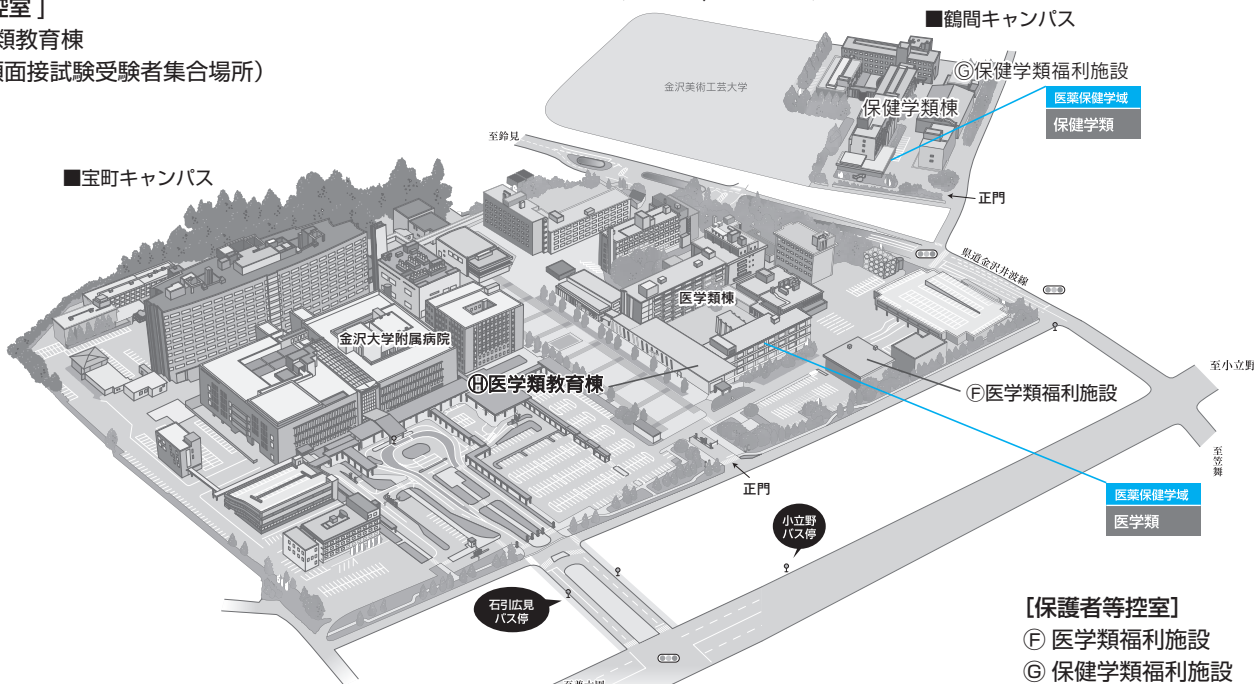 控室 ]
類教育棟
面接試験受験者集合場所）
■鶴間キャンパス
Ⓖ保健学類福利施設
金沢美術工芸大学
医薬保健学域
保健学類
保健学類棟
至鈴見
■宝町キャンパス
正門
県道金沢井波線
医学類棟
金沢大学附属病院
至小立野
Ⓗ医学類教育棟
Ⓕ医学類福利施設
至笠舞
正門
医薬保健学域
医学類
小立野
バス停
石引広見
バス停
[保護者等控室]
Ⓕ 医学類福利施設
Ⓖ 保健学類福利施設